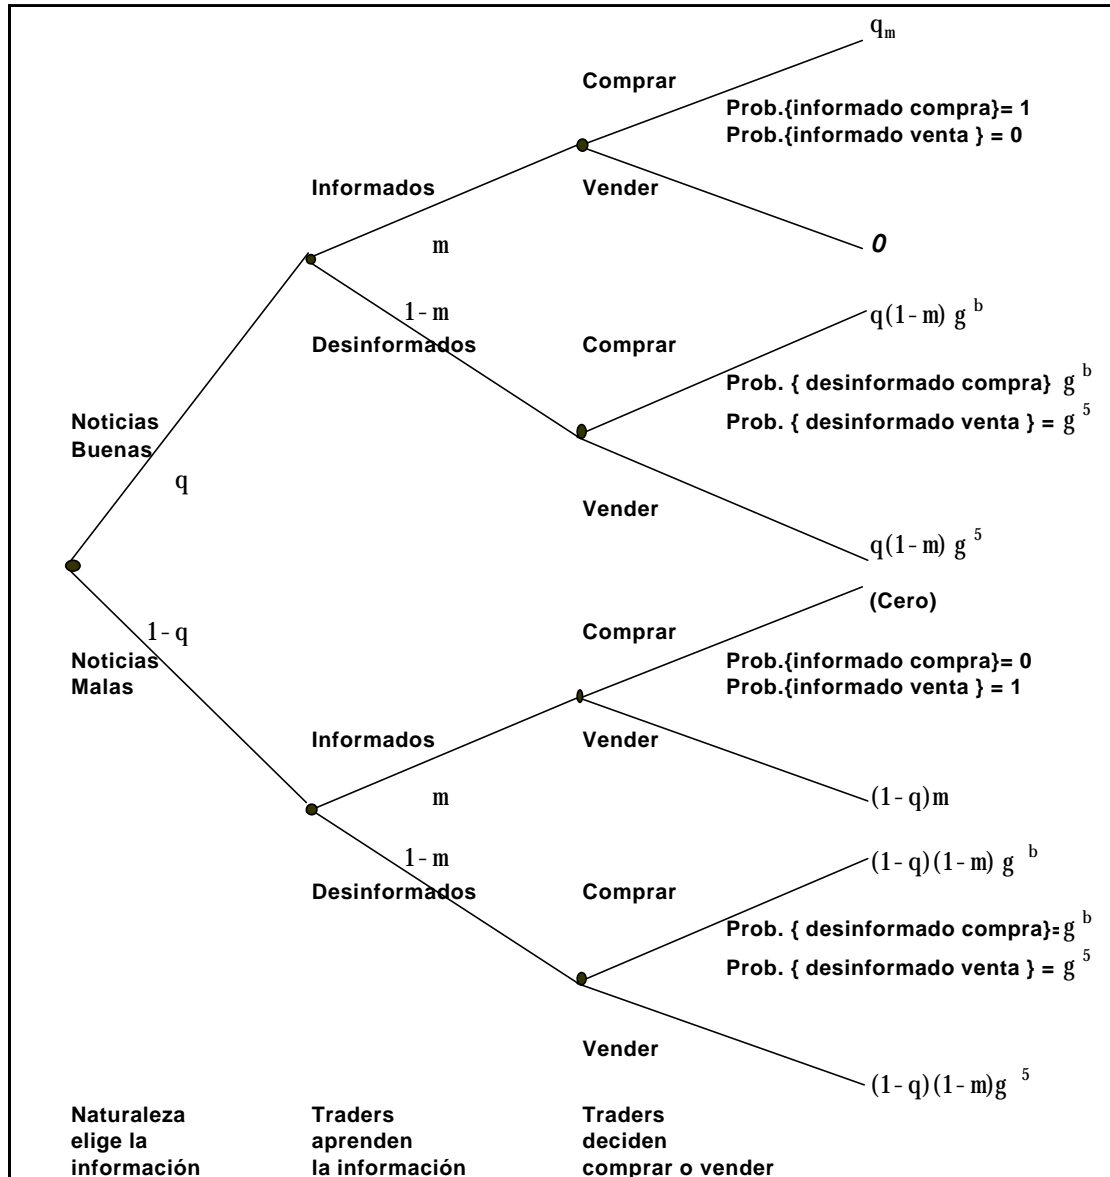 q_m
Comprar
Prob.{informado compra}= 1
Prob.{informado venta } = 0
Informados
Vender
m
0
1-m
q(1-m) g^b
Desinformados
Comprar
Prob. { desinformado compra} g^b
Prob. { desinformado venta } = g^5
Noticias
Buenas
q
Vender
q(1-m) g^5
(Cero)
1-q
Comprar
Noticias
Malas
Prob.{informado compra}= 0
Prob.{informado venta } = 1
Informados
Vender
m
(1-q)m
1-m
(1-q)(1-m) g^b
Desinformados
Comprar
Prob. { desinformado compra}=g^b
Prob. { desinformado venta } = g^5
Vender
(1-q)(1-m)g^5
Naturaleza
elige la
información
Traders
aprenden
la información
Traders
deciden
comprar o vender